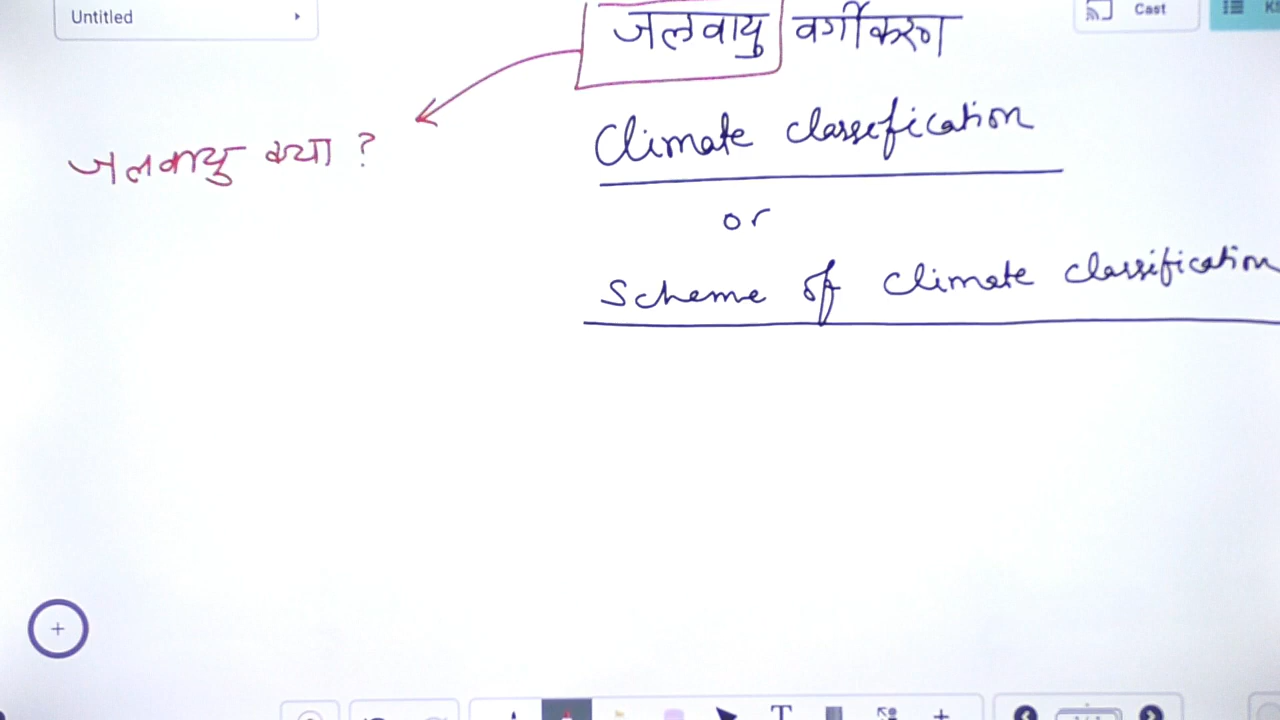 Untitled
Cast
जलवायु वर्गीकरण
Climate classification
जलवायु क्या ?
or
Scheme of climate classification